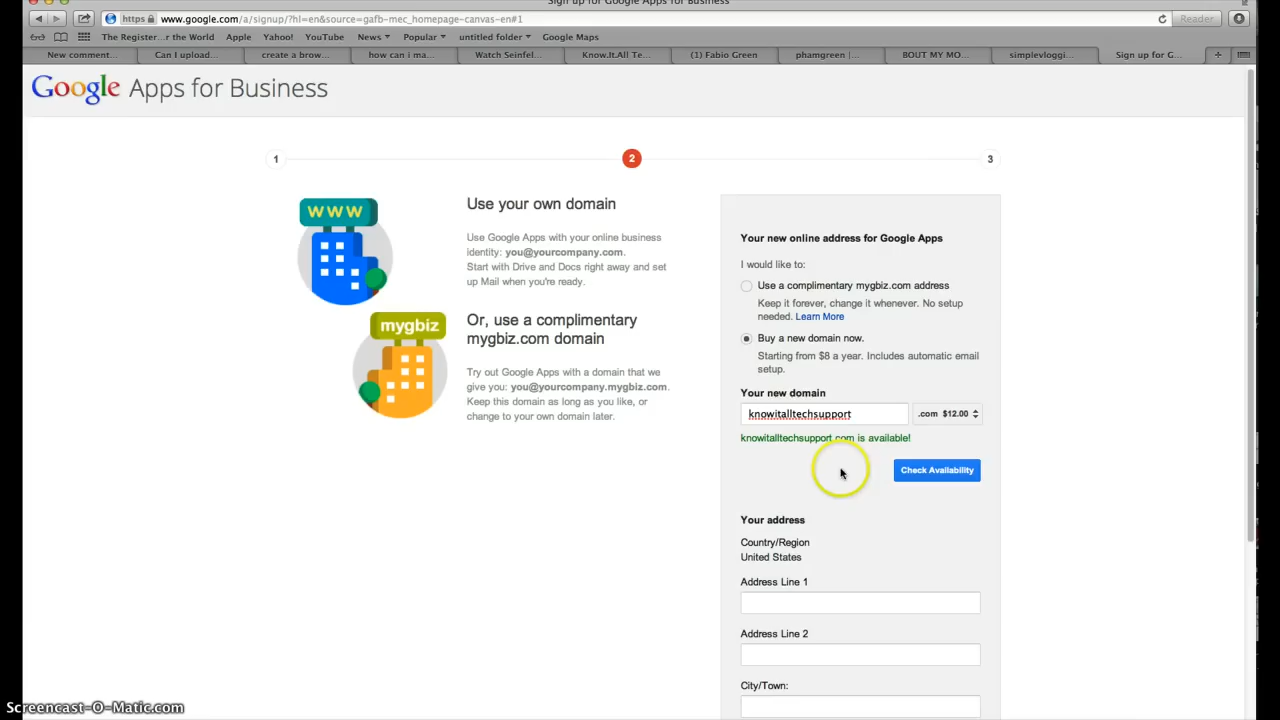 Sign up for Google Apps for Business
https www.google.com/a/signup/?hl=en&source=gafb-mec_homepage-canvas-en#1
Reader
The Register...r the World Apple Yahoo! YouTube News Popular untitled folder Google Maps
New comment... Can I upload... create a brow... how can i ma... Watch Seinfel... Know.It.All Te... (1) Fabio Green phamgreen |... BOUT MY MO... simplevloggi... Sign up for G... +
Google Apps for Business
1 2 3
WWW
Use your own domain
Use Google Apps with your online business
identity: you@yourcompany.com.
Start with Drive and Docs right away and set
up Mail when you're ready.
mygbiz
Or, use a complimentary
mygbiz.com domain
Try out Google Apps with a domain that we
give you: you@yourcompany.mygbiz.com.
Keep this domain as long as you like, or
change to your own domain later.
Your new online address for Google Apps
I would like to:
Use a complimentary mygbiz.com address
Keep it forever, change it whenever. No setup
needed. Learn More
Buy a new domain now.
Starting from $8 a year. Includes automatic email
setup.
Your new domain
knowitalltechsupport .com $12.00
knowitalltechsupport.com is available!
Check Availability
Your address
Country/Region
United States
Address Line 1
Address Line 2
City/Town:
Screencast-O-Matic.com